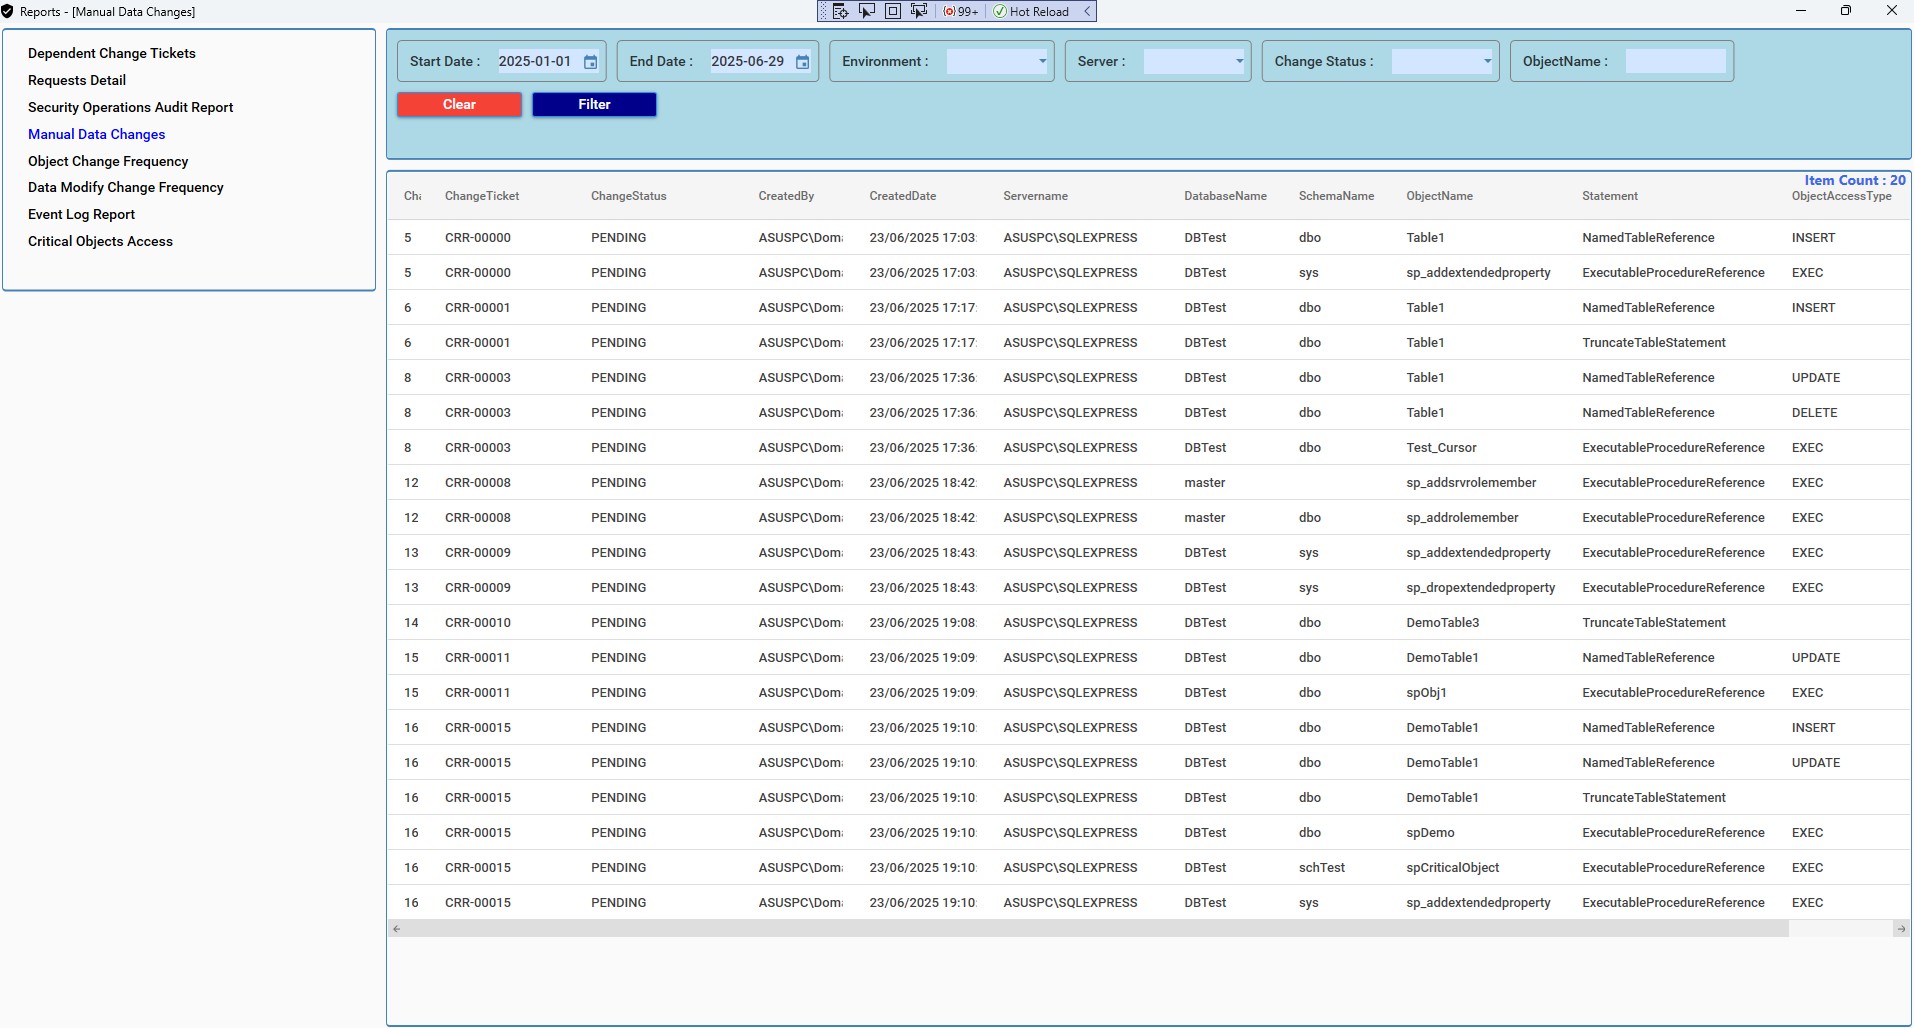 Reports - [Manual Data Changes]
99+ Hot Reload
Dependent Change Tickets
Requests Detail
Security Operations Audit Report
Manual Data Changes
Object Change Frequency
Data Modify Change Frequency
Event Log Report
Critical Objects Access
Start Date : 2025-01-01 End Date : 2025-06-29 Environment : Server : Change Status : ObjectName :
Clear Filter
Item Count : 20
Cha ChangeTicket ChangeStatus CreatedBy CreatedDate Servername DatabaseName SchemaName ObjectName Statement ObjectAccessType
5 CRR-00000 PENDING ASUSPC\Doma 23/06/2025 17:03: ASUSPC\SQLEXPRESS DBTest dbo Table1 NamedTableReference INSERT
5 CRR-00000 PENDING ASUSPC\Doma 23/06/2025 17:03: ASUSPC\SQLEXPRESS DBTest sys sp_addextendedproperty ExecutableProcedureReference EXEC
6 CRR-00001 PENDING ASUSPC\Doma 23/06/2025 17:17: ASUSPC\SQLEXPRESS DBTest dbo Table1 NamedTableReference INSERT
6 CRR-00001 PENDING ASUSPC\Doma 23/06/2025 17:17: ASUSPC\SQLEXPRESS DBTest dbo Table1 TruncateTableStatement
8 CRR-00003 PENDING ASUSPC\Doma 23/06/2025 17:36: ASUSPC\SQLEXPRESS DBTest dbo Table1 NamedTableReference UPDATE
8 CRR-00003 PENDING ASUSPC\Doma 23/06/2025 17:36: ASUSPC\SQLEXPRESS DBTest dbo Table1 NamedTableReference DELETE
8 CRR-00003 PENDING ASUSPC\Doma 23/06/2025 17:36: ASUSPC\SQLEXPRESS DBTest dbo Test_Cursor ExecutableProcedureReference EXEC
12 CRR-00008 PENDING ASUSPC\Doma 23/06/2025 18:42: ASUSPC\SQLEXPRESS master sp_addsrvrolemember ExecutableProcedureReference EXEC
12 CRR-00008 PENDING ASUSPC\Doma 23/06/2025 18:42: ASUSPC\SQLEXPRESS master dbo sp_addrolemember ExecutableProcedureReference EXEC
13 CRR-00009 PENDING ASUSPC\Doma 23/06/2025 18:43: ASUSPC\SQLEXPRESS DBTest sys sp_addextendedproperty ExecutableProcedureReference EXEC
13 CRR-00009 PENDING ASUSPC\Doma 23/06/2025 18:43: ASUSPC\SQLEXPRESS DBTest sys sp_dropextendedproperty ExecutableProcedureReference EXEC
14 CRR-00010 PENDING ASUSPC\Doma 23/06/2025 19:08: ASUSPC\SQLEXPRESS DBTest dbo DemoTable3 TruncateTableStatement
15 CRR-00011 PENDING ASUSPC\Doma 23/06/2025 19:09: ASUSPC\SQLEXPRESS DBTest dbo DemoTable1 NamedTableReference UPDATE
15 CRR-00011 PENDING ASUSPC\Doma 23/06/2025 19:09: ASUSPC\SQLEXPRESS DBTest dbo spObj1 ExecutableProcedureReference EXEC
16 CRR-00015 PENDING ASUSPC\Doma 23/06/2025 19:10: ASUSPC\SQLEXPRESS DBTest dbo DemoTable1 NamedTableReference INSERT
16 CRR-00015 PENDING ASUSPC\Doma 23/06/2025 19:10: ASUSPC\SQLEXPRESS DBTest dbo DemoTable1 NamedTableReference UPDATE
16 CRR-00015 PENDING ASUSPC\Doma 23/06/2025 19:10: ASUSPC\SQLEXPRESS DBTest dbo DemoTable1 TruncateTableStatement
16 CRR-00015 PENDING ASUSPC\Doma 23/06/2025 19:10: ASUSPC\SQLEXPRESS DBTest dbo spDemo ExecutableProcedureReference EXEC
16 CRR-00015 PENDING ASUSPC\Doma 23/06/2025 19:10: ASUSPC\SQLEXPRESS DBTest schTest spCriticalObject ExecutableProcedureReference EXEC
16 CRR-00015 PENDING ASUSPC\Doma 23/06/2025 19:10: ASUSPC\SQLEXPRESS DBTest sys sp_addextendedproperty ExecutableProcedureReference EXEC